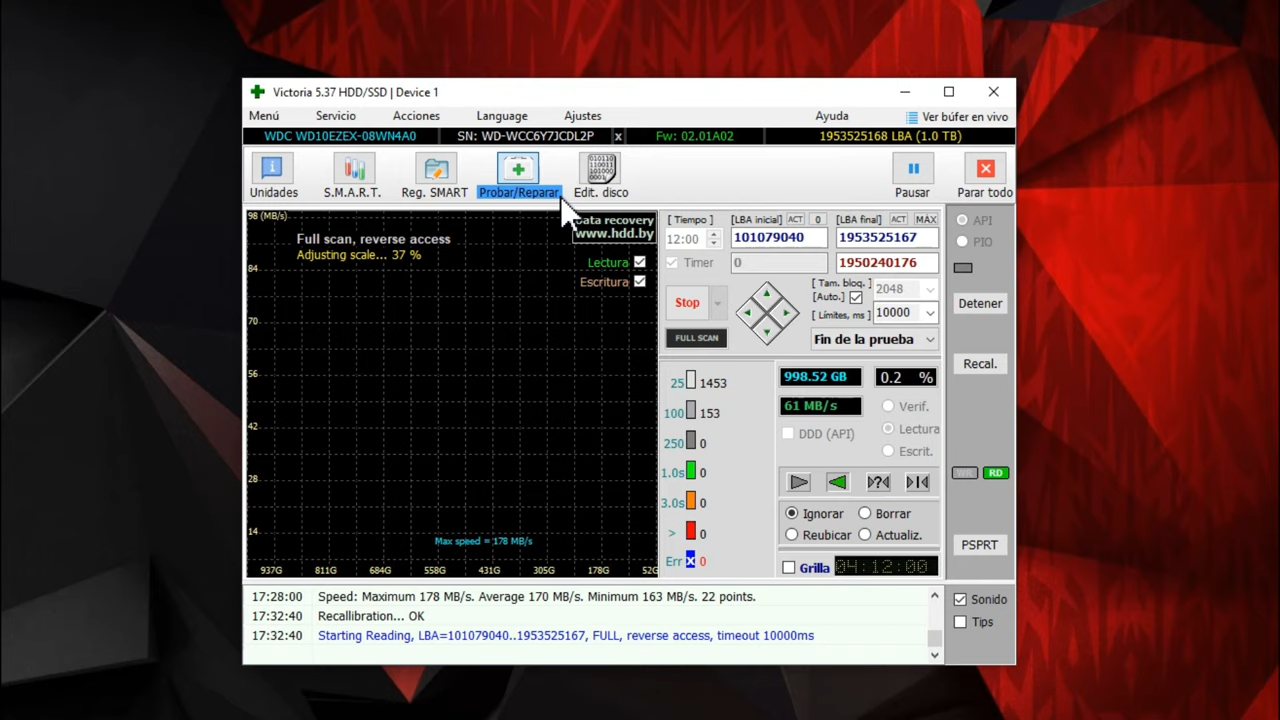 Victoria 5.37 HDD/SSD | Device 1
Menú Servicio Acciones Language Ajustes Ayuda Ver búfer en vivo
WDC WD10EZEX-08WN4A0 SN: WD-WCC6Y7JCDL2P x Fw: 02.01A02 1953525168 LBA (1.0 TB)
Unidades S.M.A.R.T. Reg. SMART Probar/Reparar Edit. disco Pausar Parar todo
98 (MB/s)
Full scan, reverse access
Adjusting scale... 37 %
data recovery
www.hdd.by
Lectura
Escritura
84
70
56
42
28
14
Max speed = 178 MB/s
937G 811G 684G 558G 431G 305G 178G 52G
[ Tiempo ] [LBA inicial] ACT 0 [LBA final] ACT MÁX
12:00 101079040 1953525167
Timer 0 1950240176
[ Tam. bloq. ] 2048
[Auto.]
Stop [ Límites, ms ] 10000
FULL SCAN Fin de la prueba
25 1453
100 153
250 0
1.0s 0
3.0s 0
> 0
Err x 0
998.52 GB 0.2 %
61 MB/s Verif.
DDD (API) Lectura
Escrit.
Ignorar Borrar
Reubicar Actualiz.
Grilla 04:12:00
API
PIO
Detener
Recal.
WR RD
PSPRT
Sonido
Tips
17:28:00 Speed: Maximum 178 MB/s. Average 170 MB/s. Minimum 163 MB/s. 22 points.
17:32:40 Recallibration... OK
17:32:40 Starting Reading, LBA=101079040..1953525167, FULL, reverse access, timeout 10000ms